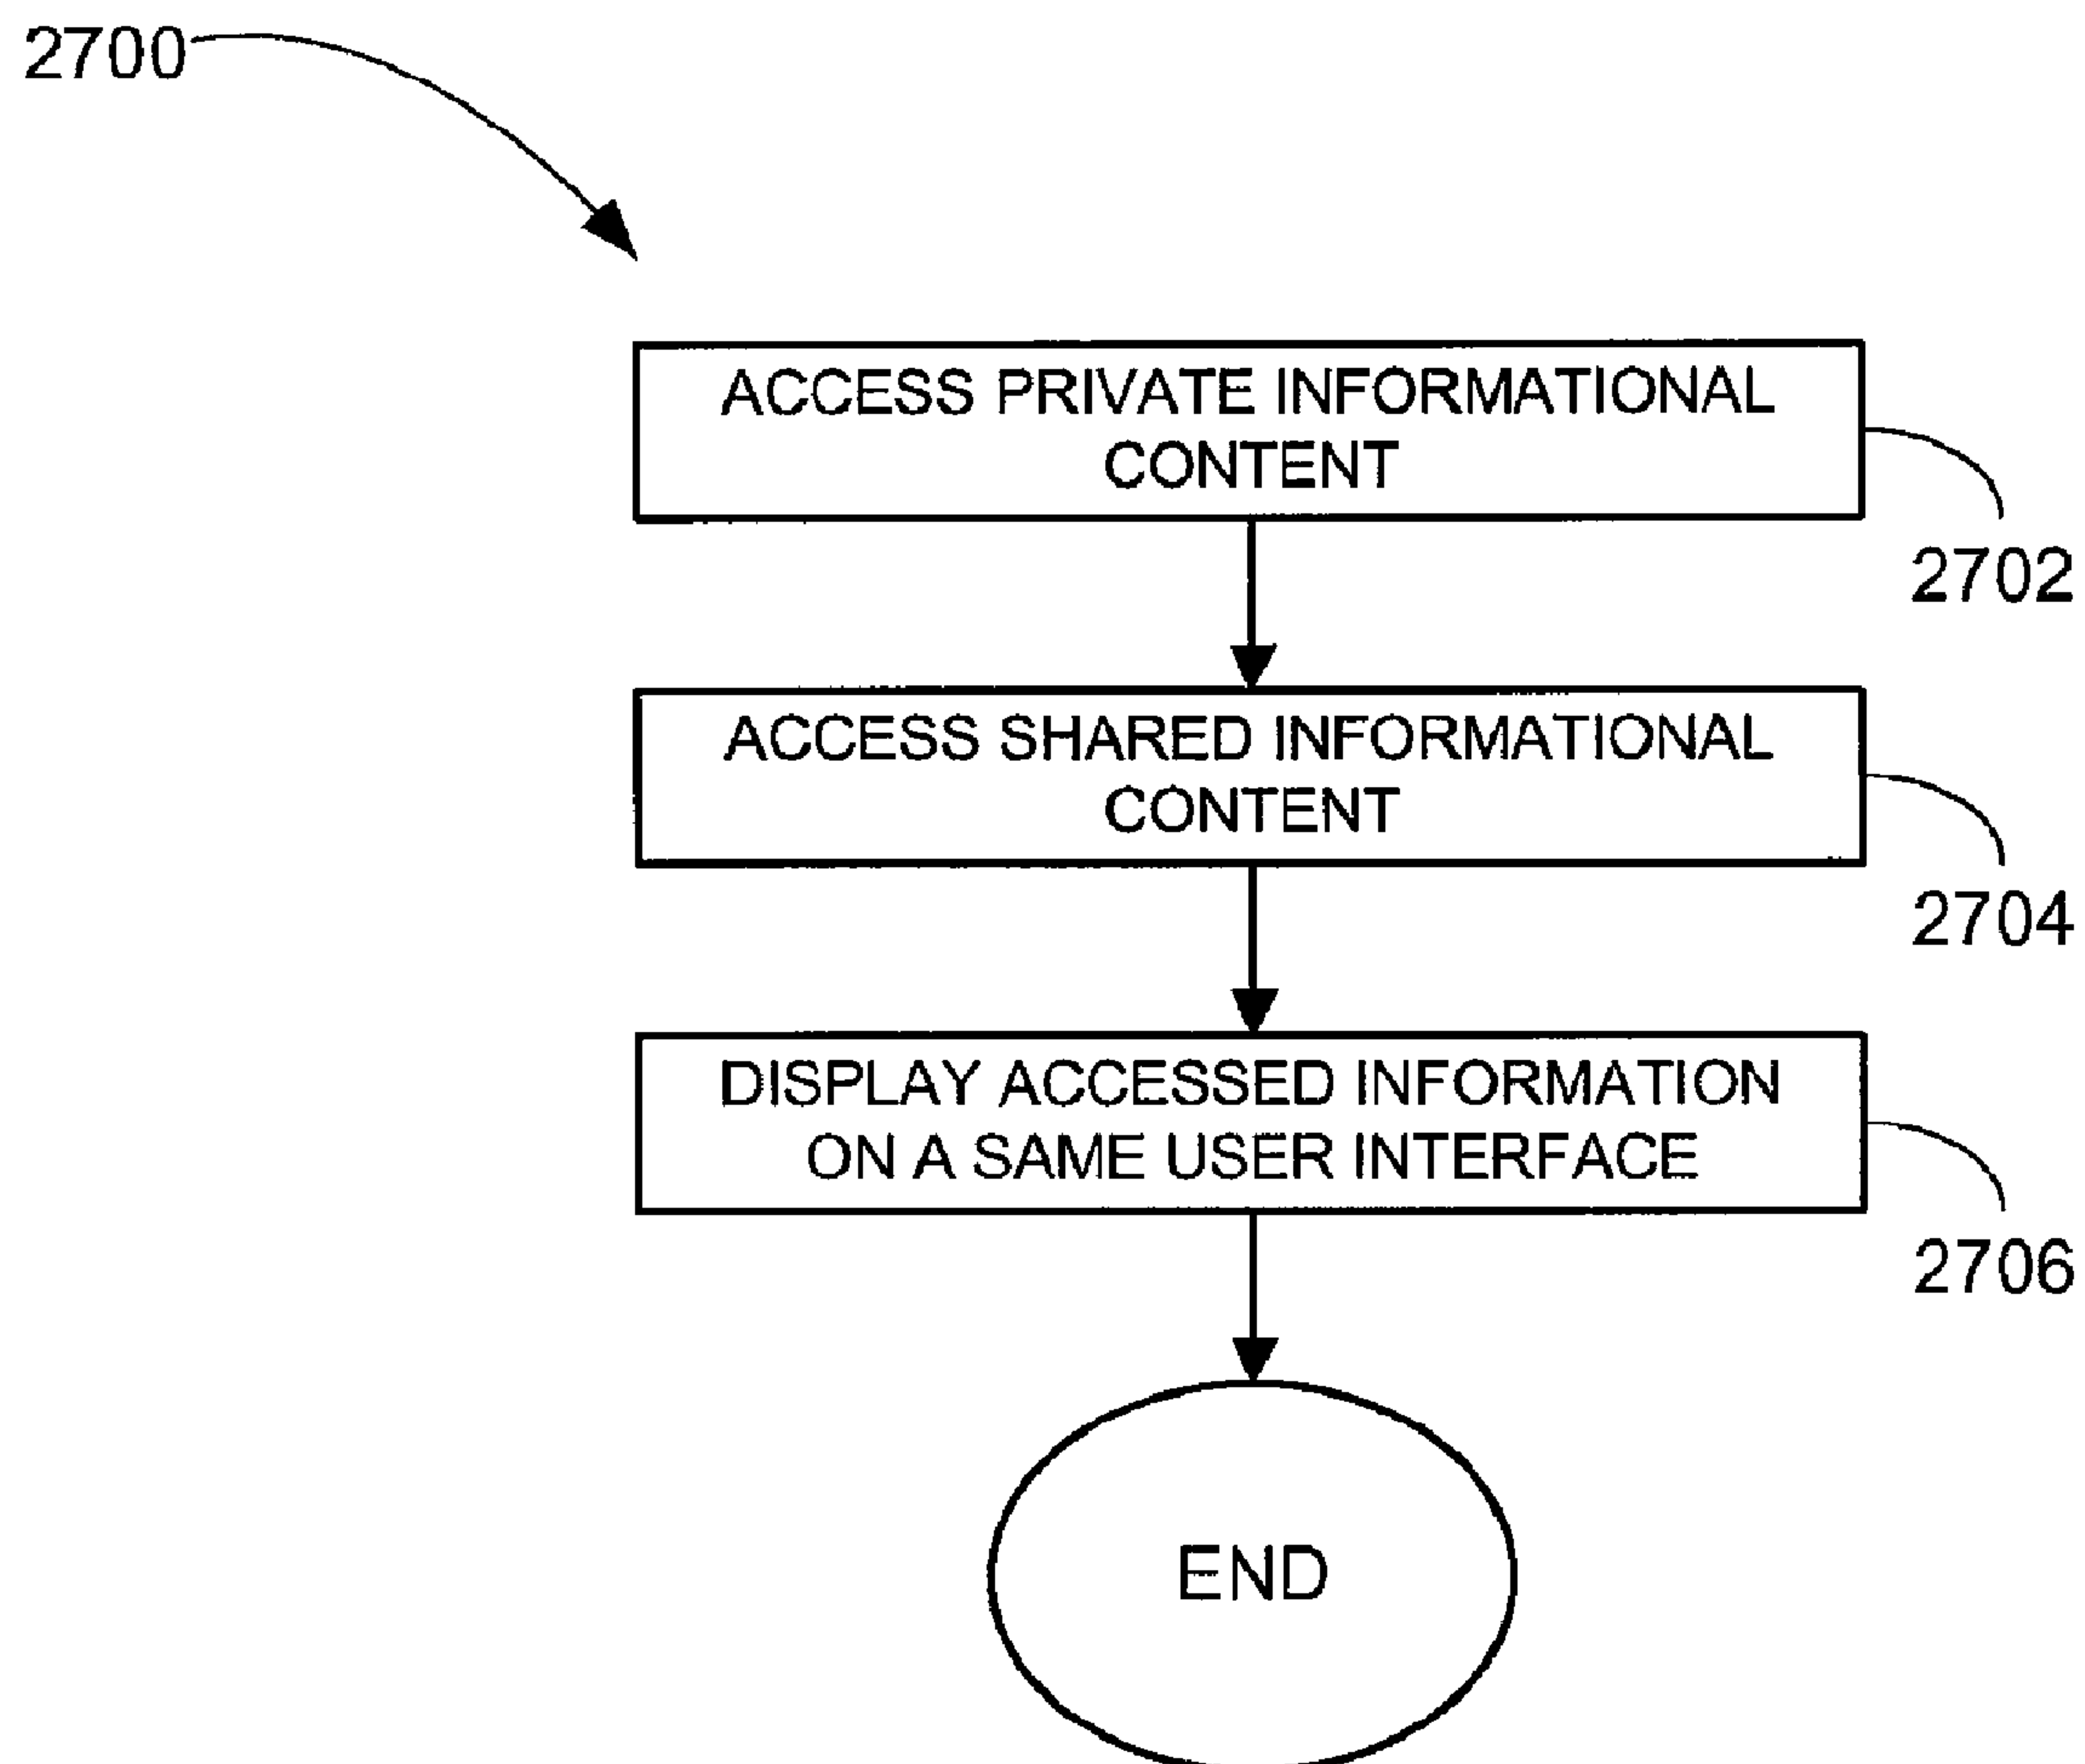 2700
ACCESS PRIVATE INFORMATIONAL
CONTENT
2702
ACCESS SHARED INFORMATIONAL
CONTENT
2704
DISPLAY ACCESSED INFORMATION
ON A SAME USER INTERFACE
2706
END